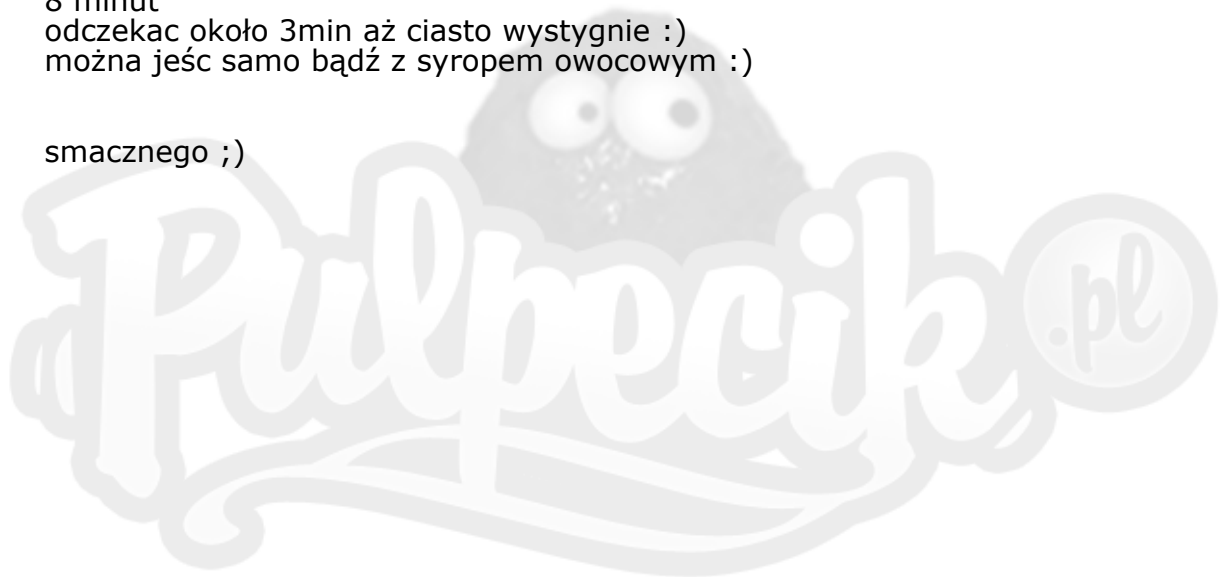 8 minut
odczekac około 3min aż ciasto wystygnie :)
można jeśc samo bądź z syropem owocowym :)
smacznego ;)
Pulpecik.pl